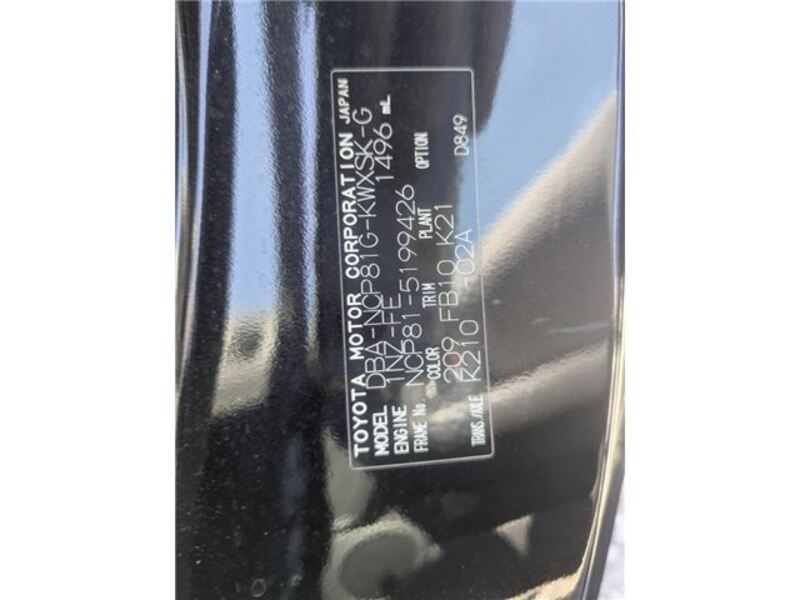 TOYOTA MOTOR CORPORATION JAPAN
MODEL DBA-NCP81G-KWXSK-G
ENGINE 1NZ-FE 1496 mL
FRAME No. NCP81-5199426
COLOR TRIM PLANT OPTION
209 FB10 K21
TRANS./AXLE K210 -02A D849